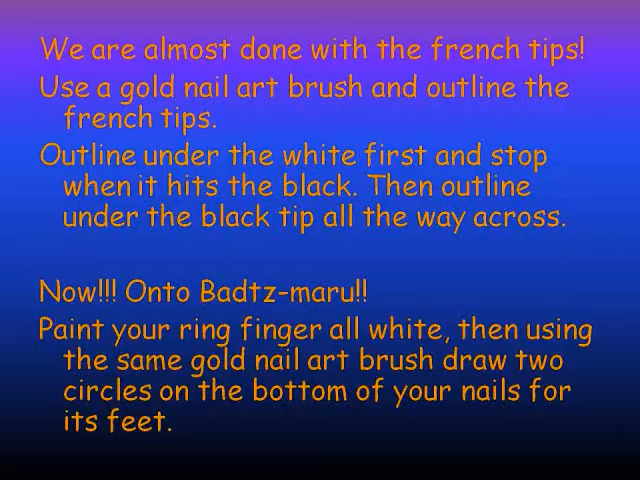 We are almost done with the french tips!
Use a gold nail art brush and outline the
french tips.
Outline under the white first and stop
when it hits the black. Then outline
under the black tip all the way across.
Now!!! Onto Badtz-maru!!
Paint your ring finger all white, then using
the same gold nail art brush draw two
circles on the bottom of your nails for
its feet.